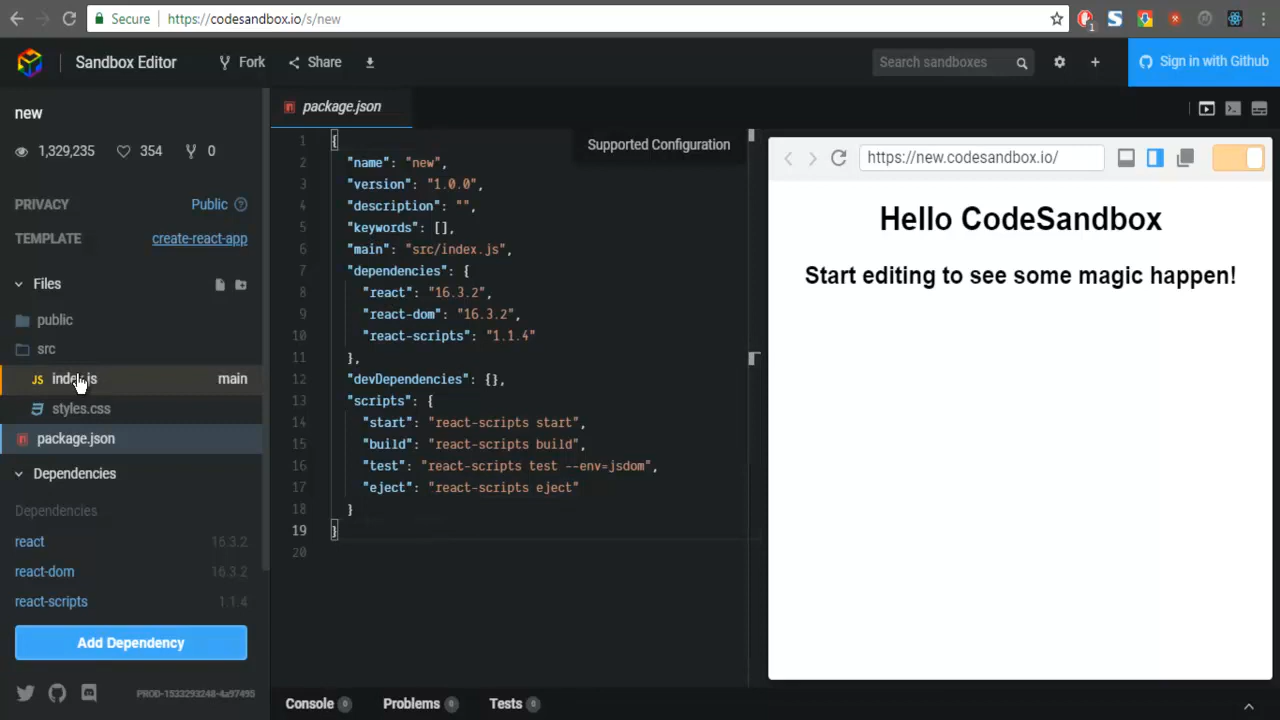 Secure https://codesandbox.io/s/new
1
Sandbox Editor Fork Share Search sandboxes + Sign in with Github
new
1,329,235 354 0
PRIVACY Public ?
TEMPLATE create-react-app
Files
public
src
JS index.js main
styles.css
package.json
Dependencies
Dependencies
react 16.3.2
react-dom 16.3.2
react-scripts 1.1.4
Add Dependency
PROD-1533293248-4a97495
package.json
Supported Configuration
1 {
2 "name": "new",
3 "version": "1.0.0",
4 "description": "",
5 "keywords": [],
6 "main": "src/index.js",
7 "dependencies": {
8 "react": "16.3.2",
9 "react-dom": "16.3.2",
10 "react-scripts": "1.1.4"
11 },
12 "devDependencies": {},
13 "scripts": {
14 "start": "react-scripts start",
15 "build": "react-scripts build",
16 "test": "react-scripts test --env=jsdom",
17 "eject": "react-scripts eject"
18 }
19 }
20
https://new.codesandbox.io/
Hello CodeSandbox
Start editing to see some magic happen!
Console 0 Problems 0 Tests 0